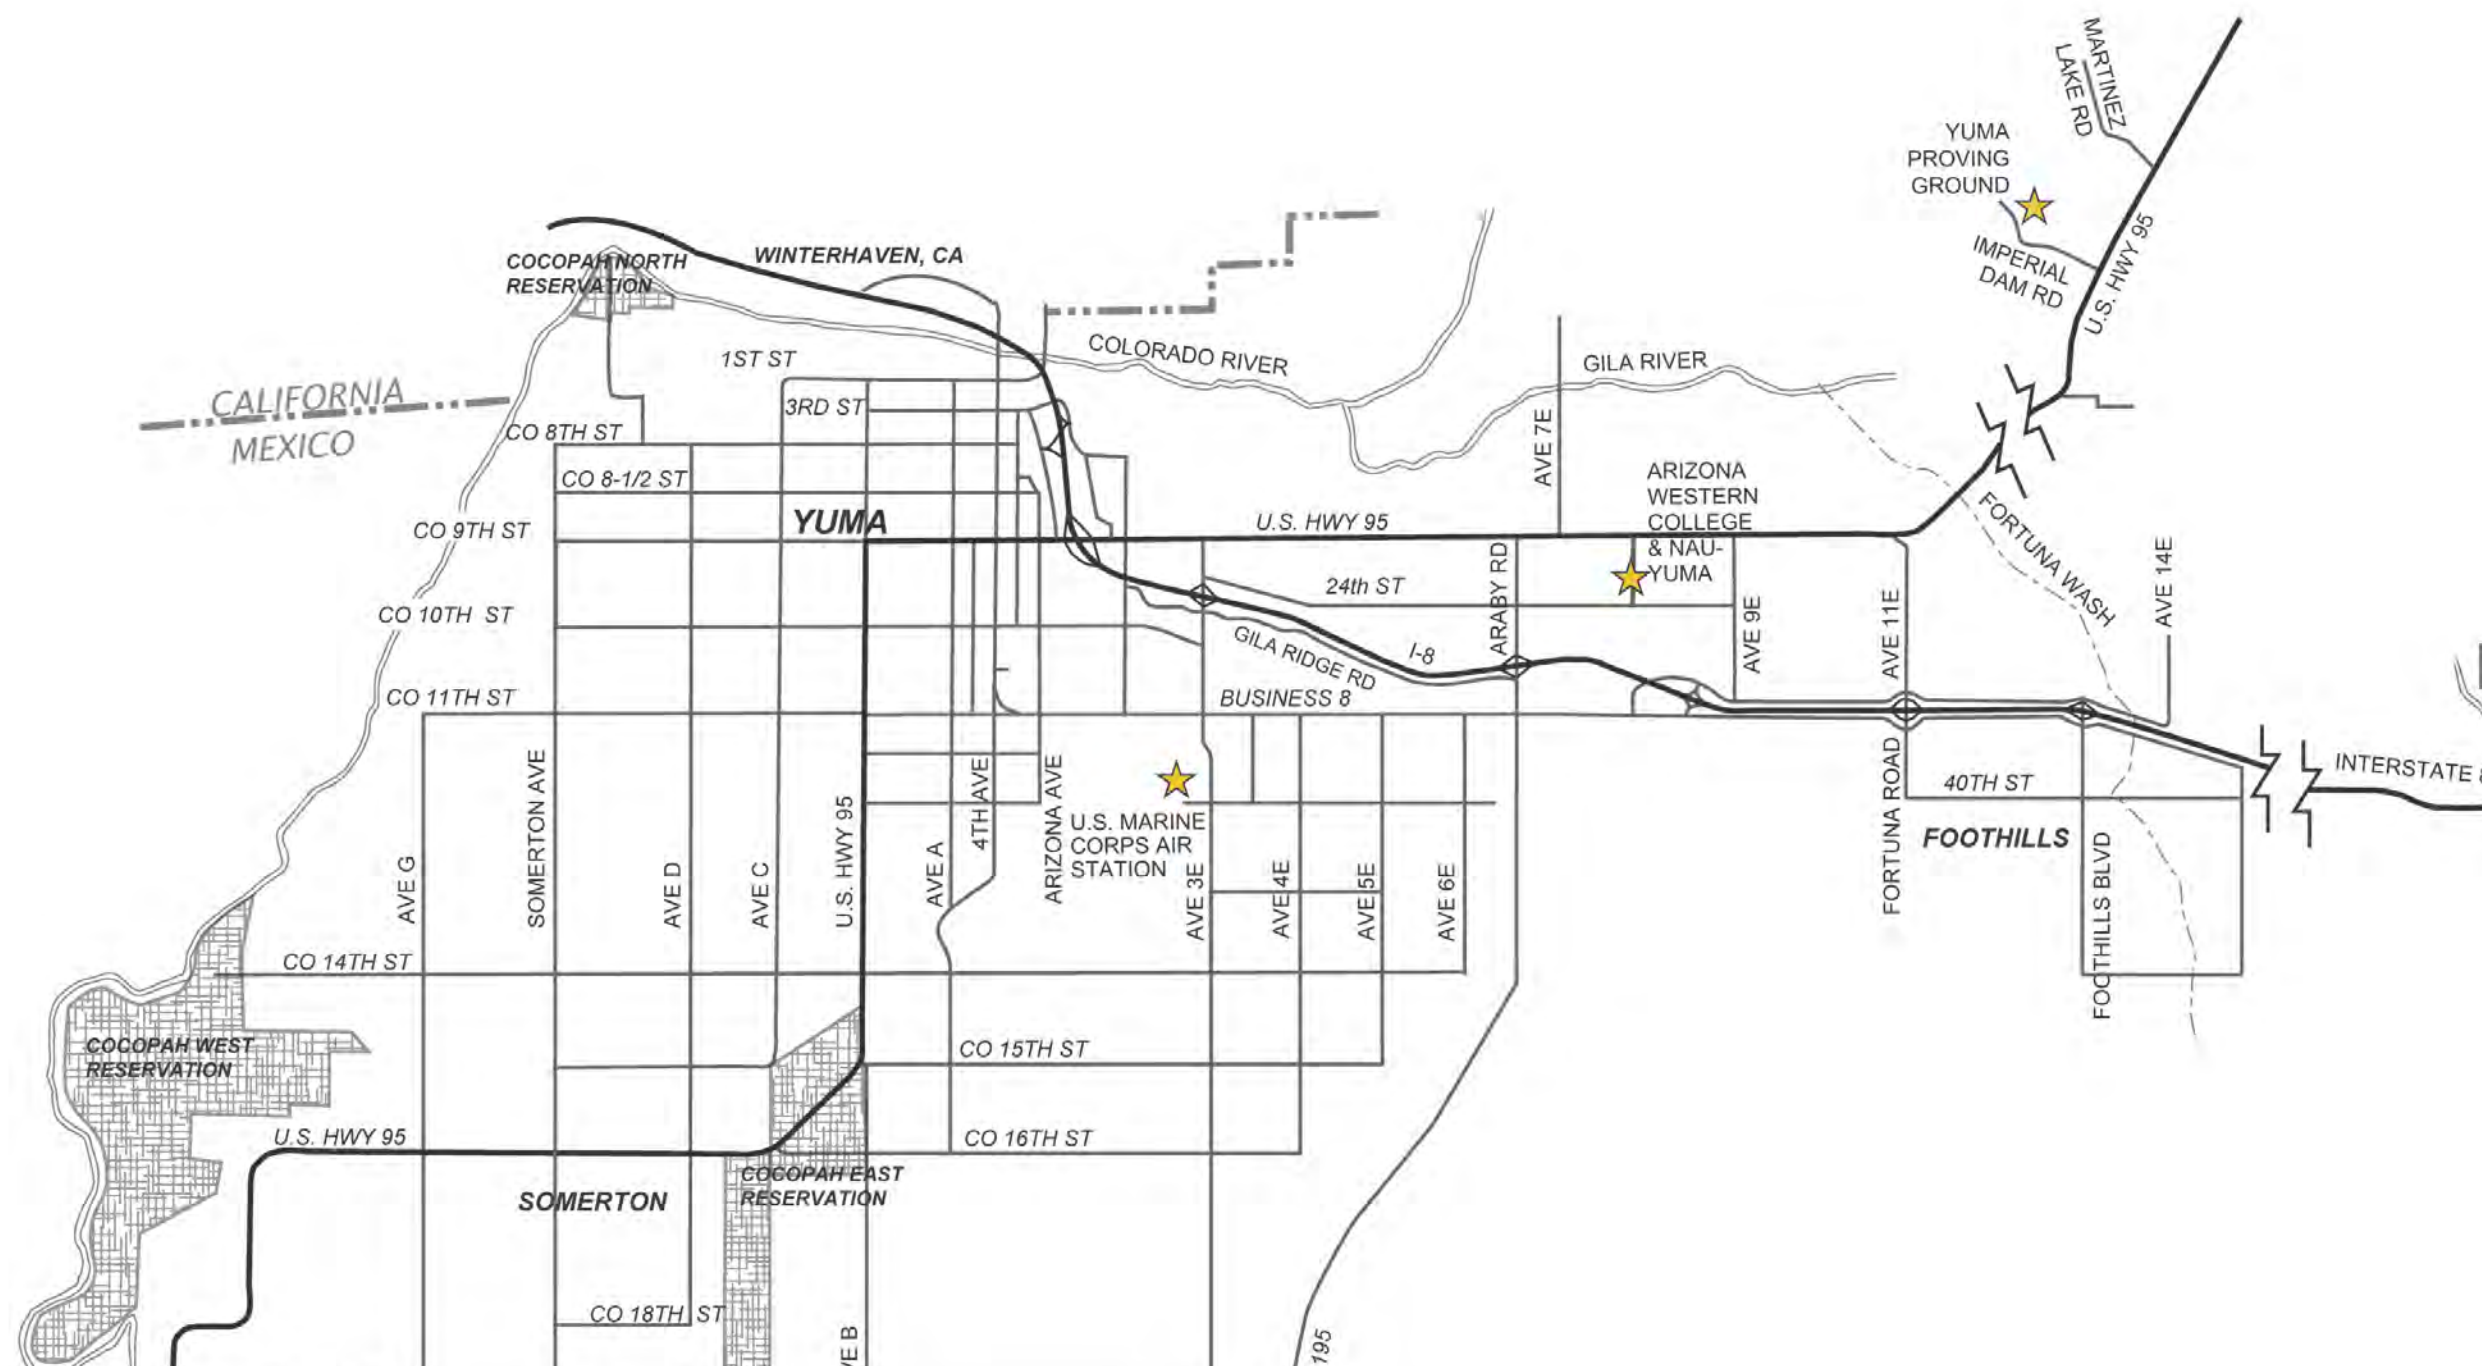 MARTINEZ
LAKE RD
YUMA
PROVING
GROUND
IMPERIAL
DAM RD
U.S. HWY 95
COCOPAH NORTH
RESERVATION
WINTERHAVEN, CA
COLORADO RIVER
GILA RIVER
1ST ST
3RD ST
CALIFORNIA
MEXICO
CO 8TH ST
CO 8-1/2 ST
YUMA
CO 9TH ST
U.S. HWY 95
AVE 7E
ARIZONA
WESTERN
COLLEGE
& NAU-
YUMA
FORTUNA WASH
AVE 14E
24th ST
ARABY RD
AVE 9E
AVE 11E
CO 10TH ST
GILA RIDGE RD
I-8
CO 11TH ST
BUSINESS 8
INTERSTATE 8
AVE G
SOMERTON AVE
AVE D
AVE C
U.S. HWY 95
AVE A
4TH AVE
ARIZONA AVE
U.S. MARINE
CORPS AIR
STATION
AVE 3E
AVE 4E
AVE 5E
AVE 6E
FORTUNA ROAD
40TH ST
FOOTHILLS
FOOTHILLS BLVD
CO 14TH ST
COCOPAH WEST
RESERVATION
CO 15TH ST
U.S. HWY 95
CO 16TH ST
COCOPAH EAST
RESERVATION
SOMERTON
CO 18TH ST
VE B
195